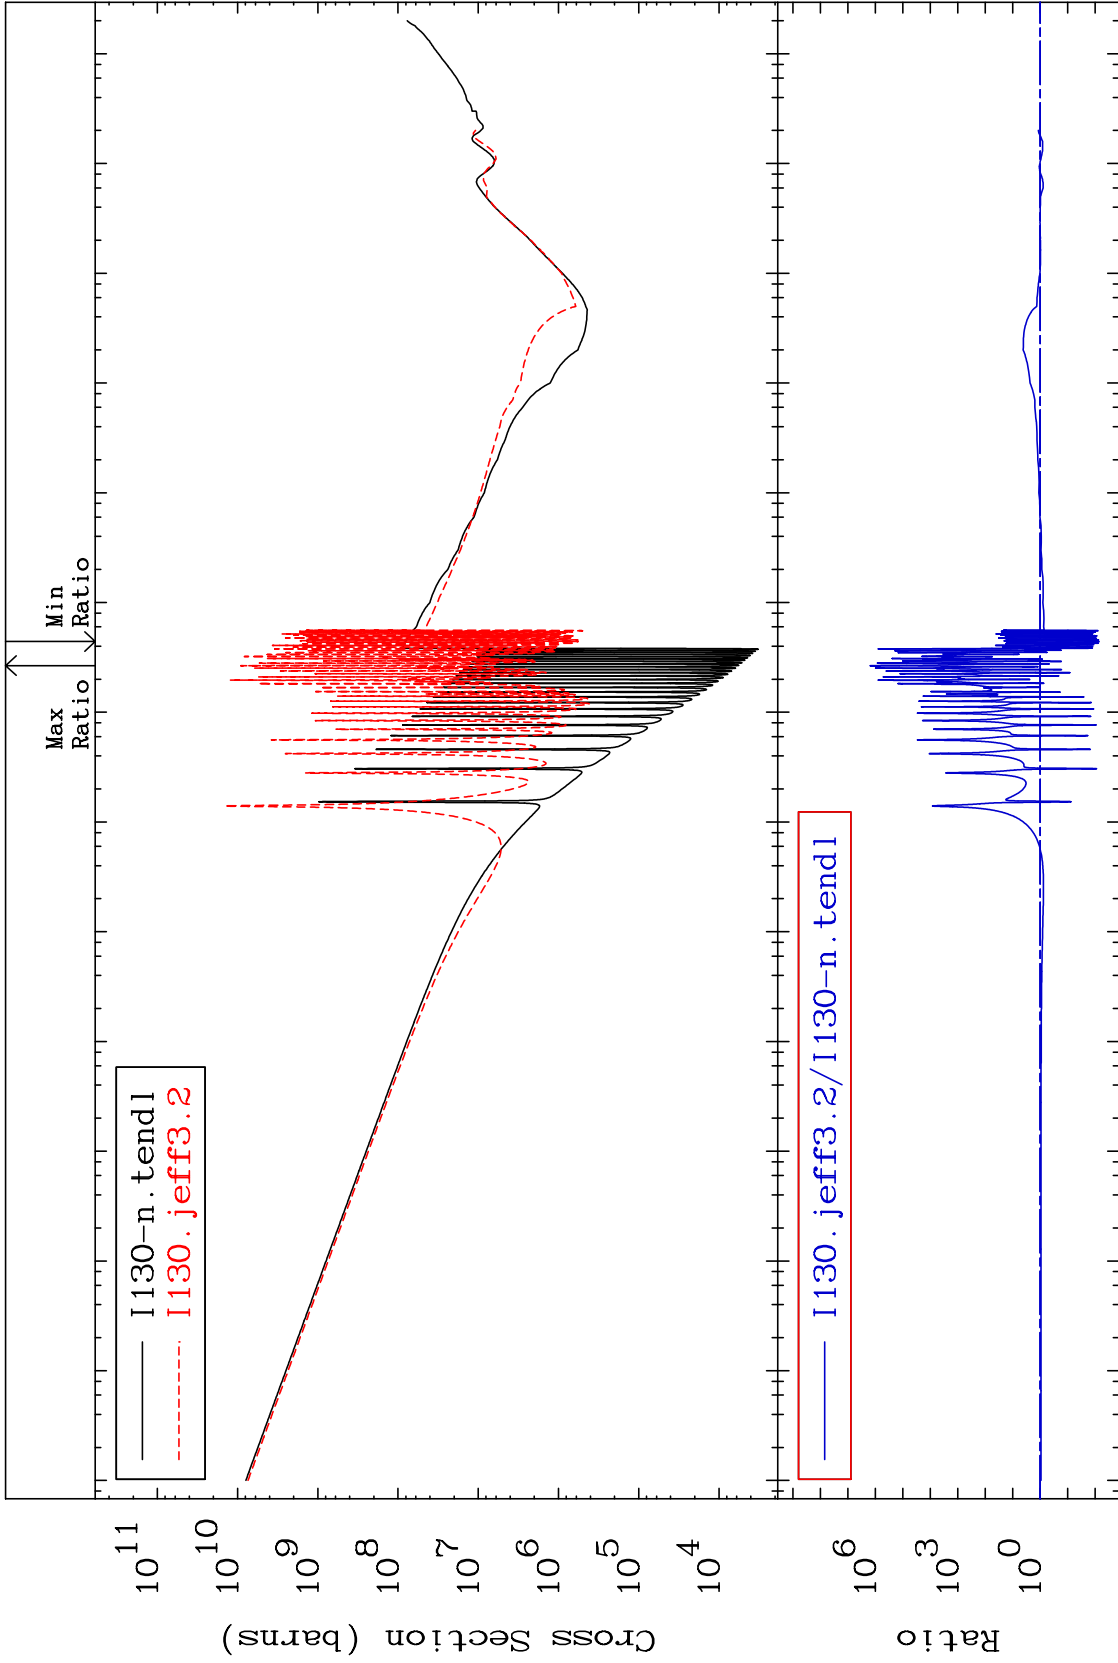 Max
Ratio
Min
Ratio
I130-n.tendl
I130.jeff3.2
10 11
10 10
10 9
10 8
10 7
10 6
10 5
10 4
Cross Section (barns)
I130.jeff3.2/I130-n.tendl
10 6
10 3
10 0
Ratio